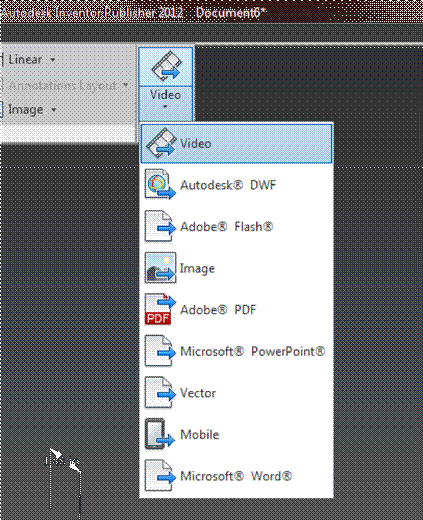 Autodesk Inventor Publisher 2012 Document6*
Linear
Annotations Layout
Image
Video
Video
Autodesk® DWF
Adobe® Flash®
Image
Adobe® PDF
PDF
Microsoft® PowerPoint®
Vector
Mobile
Microsoft® Word®